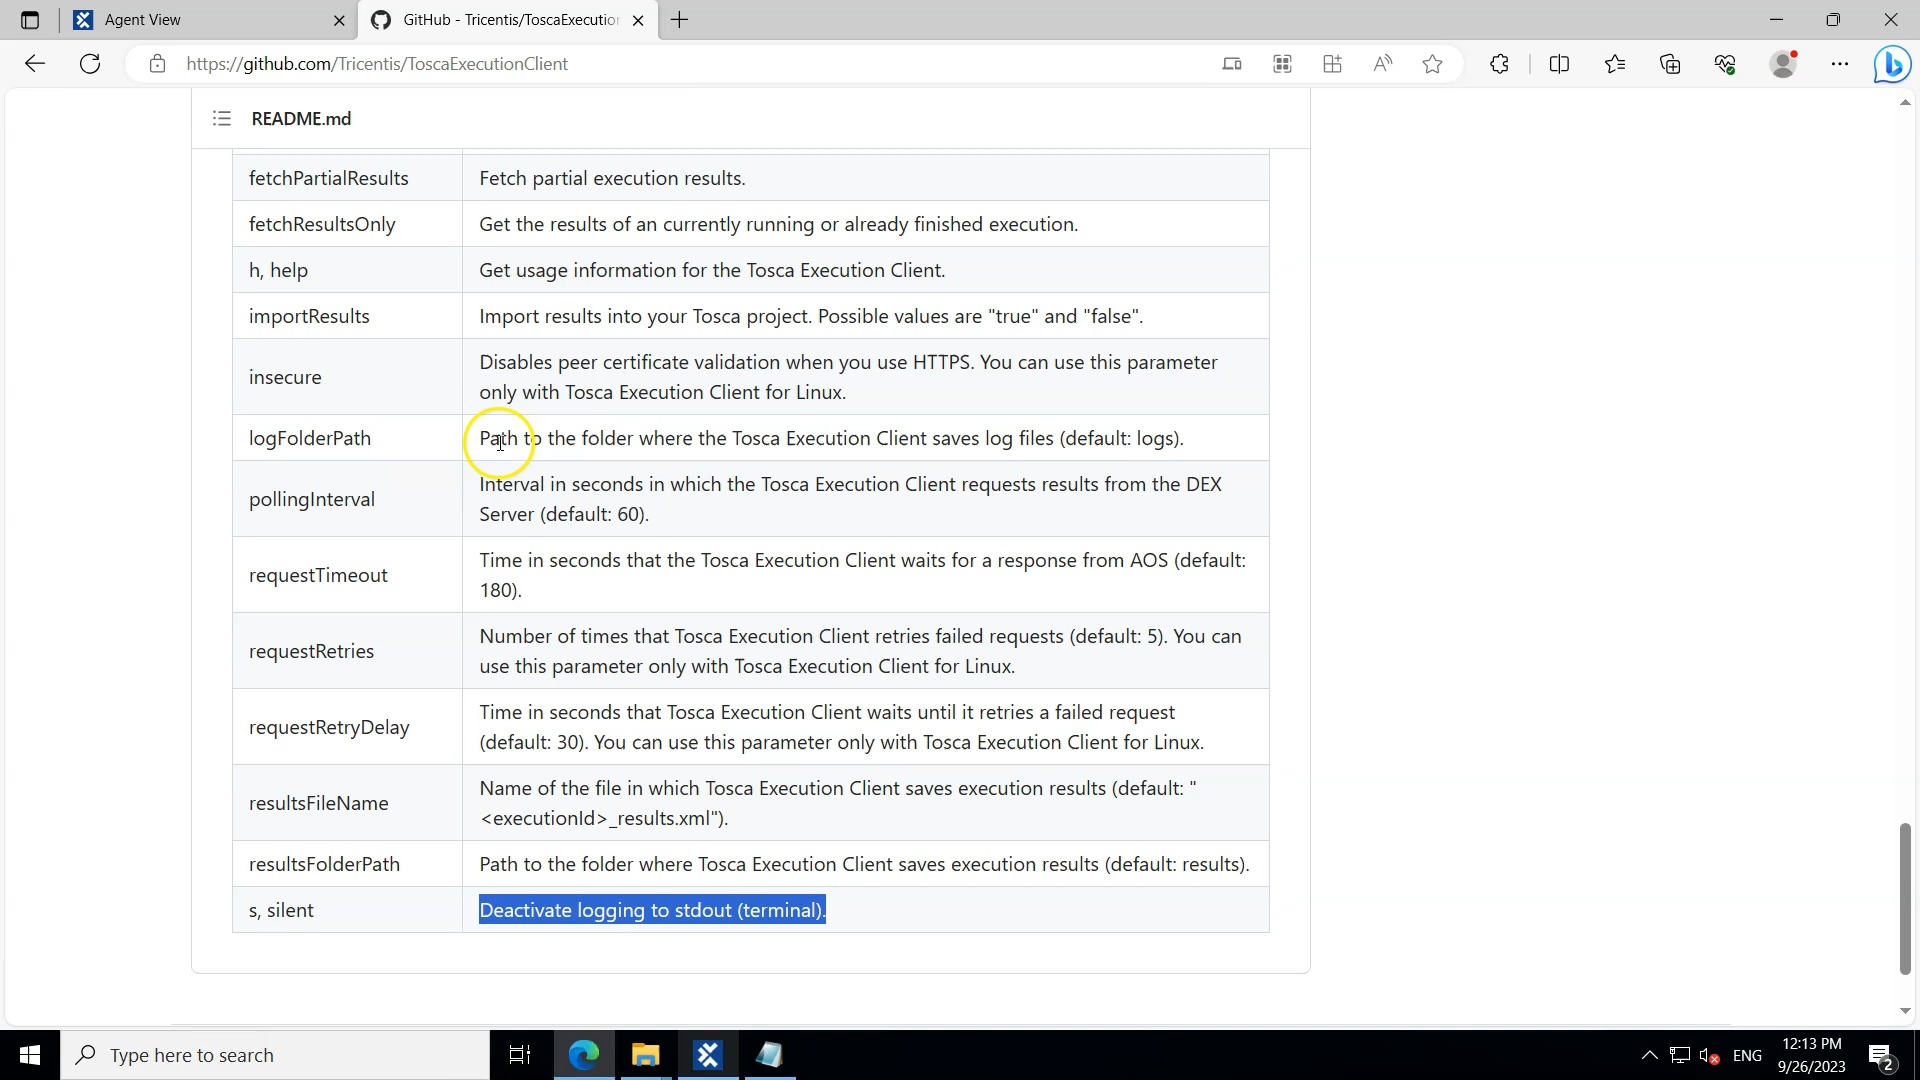 Agent View
GitHub - Tricentis/ToscaExecution
https://github.com/Tricentis/ToscaExecutionClient
README.md
fetchPartialResults
Fetch partial execution results.
fetchResultsOnly
Get the results of an currently running or already finished execution.
h, help
Get usage information for the Tosca Execution Client.
importResults
Import results into your Tosca project. Possible values are "true" and "false".
insecure
Disables peer certificate validation when you use HTTPS. You can use this parameter
only with Tosca Execution Client for Linux.
logFolderPath
Path to the folder where the Tosca Execution Client saves log files (default: logs).
pollingInterval
Interval in seconds in which the Tosca Execution Client requests results from the DEX
Server (default: 60).
requestTimeout
Time in seconds that the Tosca Execution Client waits for a response from AOS (default:
180).
requestRetries
Number of times that Tosca Execution Client retries failed requests (default: 5). You can
use this parameter only with Tosca Execution Client for Linux.
requestRetryDelay
Time in seconds that Tosca Execution Client waits until it retries a failed request
(default: 30). You can use this parameter only with Tosca Execution Client for Linux.
resultsFileName
Name of the file in which Tosca Execution Client saves execution results (default: "
<executionId>_results.xml").
resultsFolderPath
Path to the folder where Tosca Execution Client saves execution results (default: results).
s, silent
Deactivate logging to stdout (terminal).
Type here to search
ENG
12:13 PM
9/26/2023
2